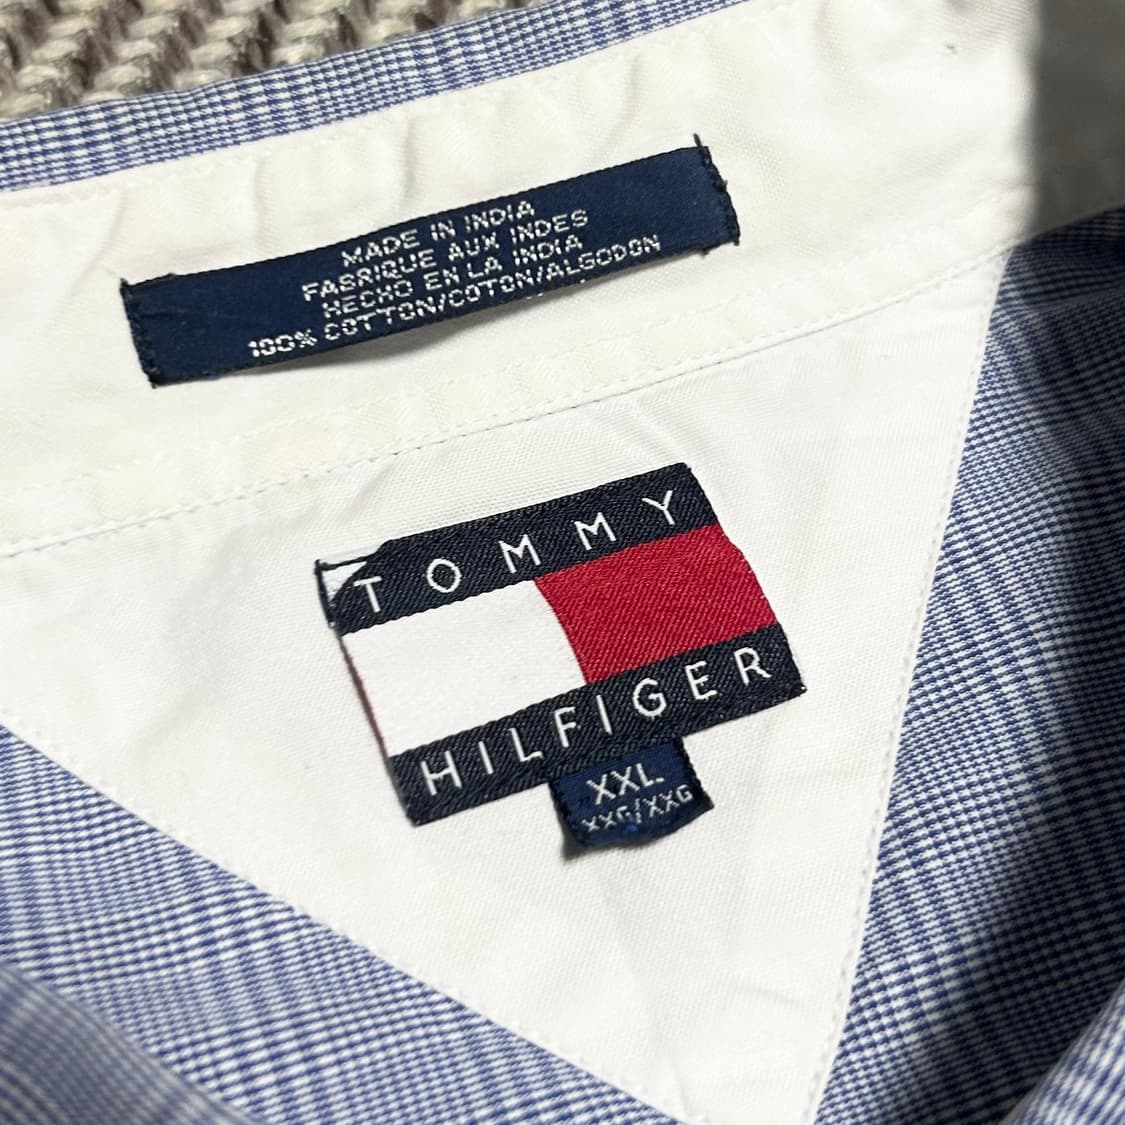 MADE IN INDIA
FABRIQUE AUX INDES
HECHO EN LA INDIA
100% COTTON/COTON/ALGODON
TOMMY
HILFIGER
XXL
XXG/XXG